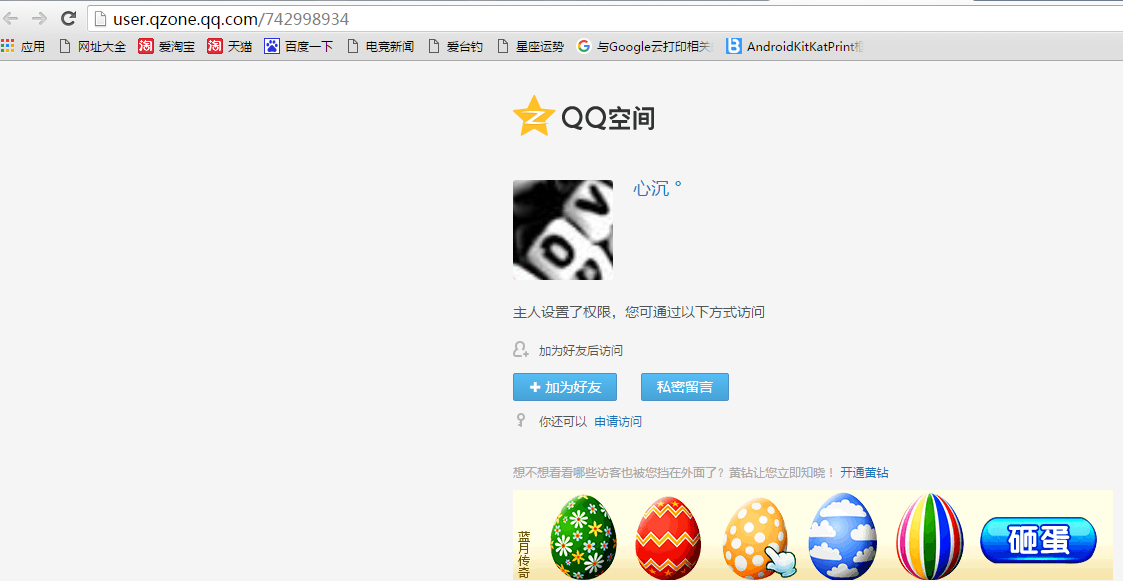 user.qzone.qq.com/742998934
应用 网址大全 淘 爱淘宝 淘 天猫 百度一下 电竞新闻 爱台钓 星座运势 G 与Google云打印相关 B AndroidKitKatPrint
QQ空间
心沉 °
主人设置了权限，您可通过以下方式访问
加为好友后访问
加为好友 私密留言
你还可以 申请访问
想不想看看哪些访客也被您挡在外面了？黄钻让您立即知晓！ 开通黄钻
蓝月传奇
砸蛋